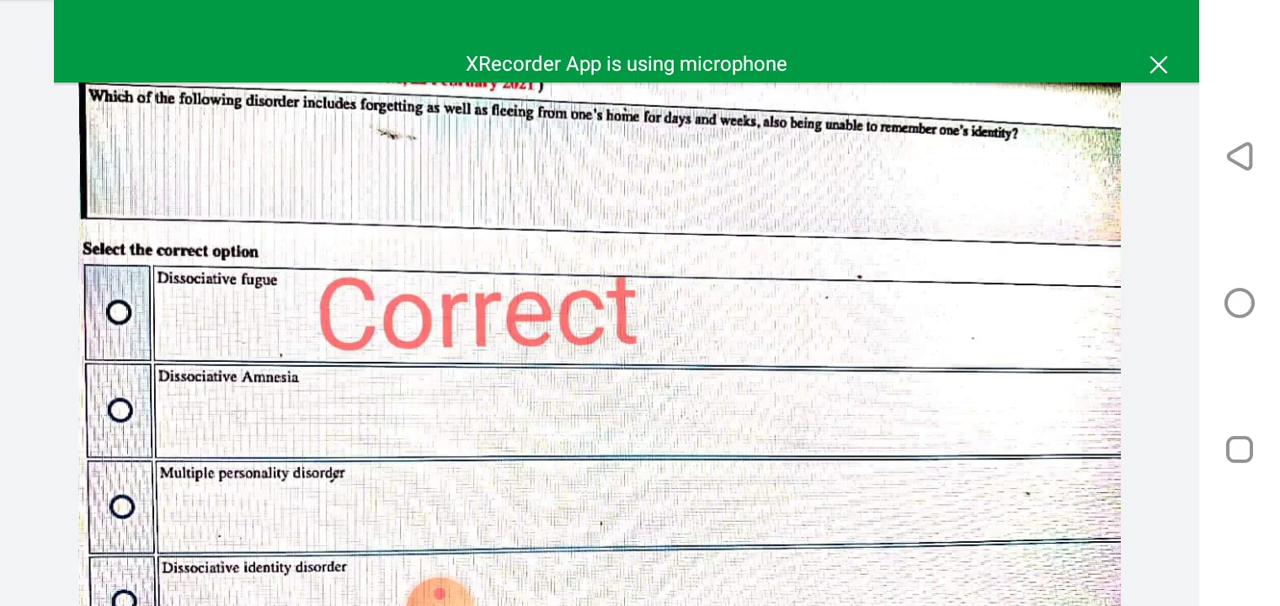 XRecorder App is using microphone
2021)
Which of the following disorder includes forgetting as well as fleeing from one's home for days and weeks, also being unable to remember one's identity?
Select the correct option
Dissociative fugue
Correct
Dissociative Amnesia
Multiple personality disorder
Dissociative identity disorder